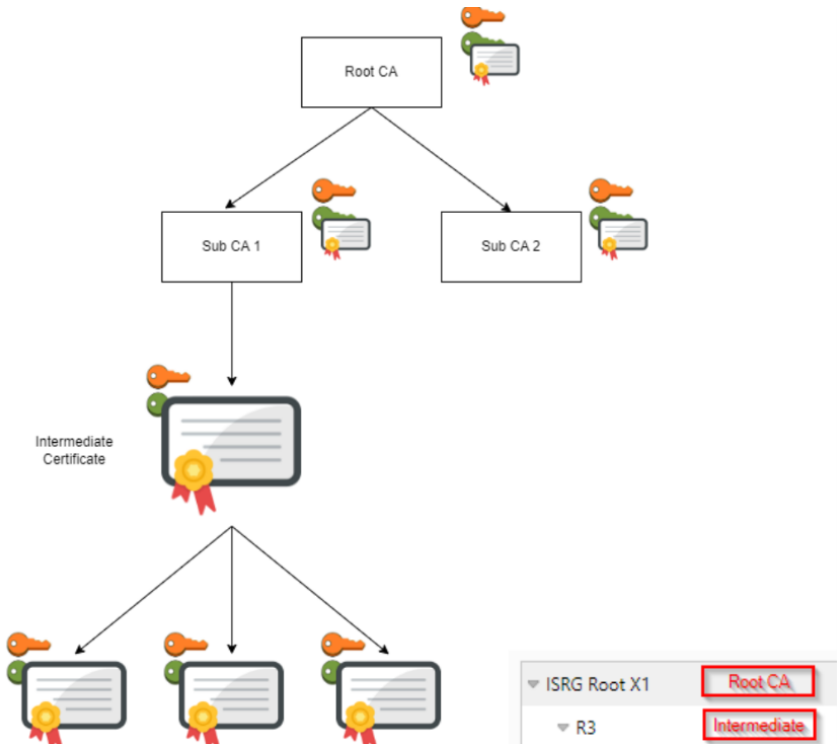 Root CA
Sub CA 1
Sub CA 2
Intermediate
Certificate
ISRG Root X1
Root CA
R3
Intermediate